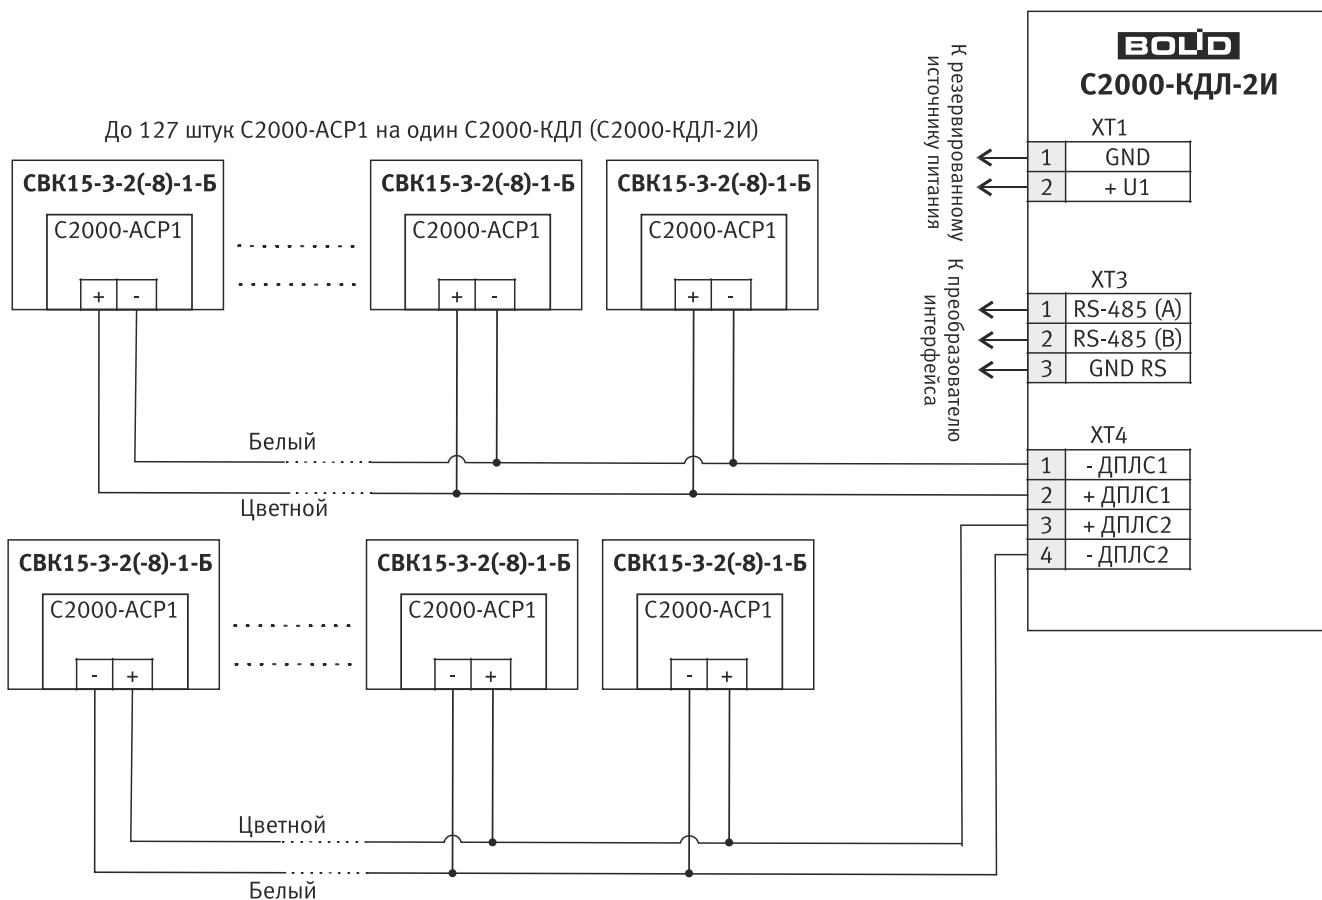 BOLID
С2000-КДЛ-2И
К резервированному
источнику питания
XT1
1 GND
2 + U1
До 127 штук С2000-АСР1 на один С2000-КДЛ (С2000-КДЛ-2И)
СВК15-3-2(-8)-1-Б СВК15-3-2(-8)-1-Б СВК15-3-2(-8)-1-Б
С2000-АСР1 С2000-АСР1 С2000-АСР1
+ - + - + -
К преобразователю
интерфейса
XT3
1 RS-485 (A)
2 RS-485 (B)
3 GND RS
Белый
Цветной
XT4
1 - ДПЛС1
2 + ДПЛС1
3 + ДПЛС2
4 - ДПЛС2
СВК15-3-2(-8)-1-Б СВК15-3-2(-8)-1-Б СВК15-3-2(-8)-1-Б
С2000-АСР1 С2000-АСР1 С2000-АСР1
- + - + - +
Цветной
Белый